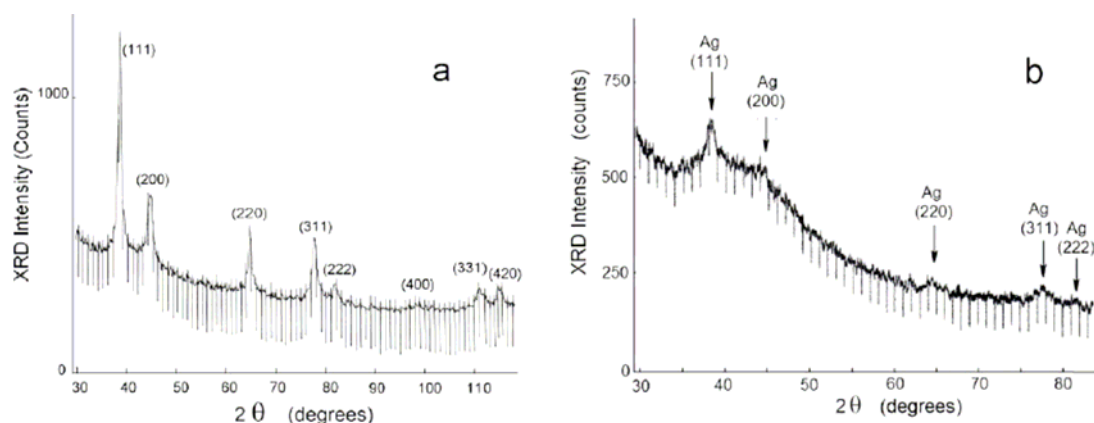 a
XRD Intensity (Counts)
1000
0
(111)
(200)
(220)
(311)
(222)
(400)
(331)
(420)
30 40 50 60 70 80 90 100 110
2 θ (degrees)
b
XRD Intensity (counts)
750
500
250
0
Ag
(111)
Ag
(200)
Ag
(220)
Ag
(311)
Ag
(222)
30 40 50 60 70 80
2 θ (degrees)